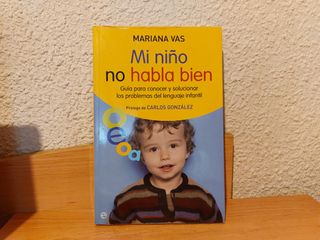 MARIANA VAS
Mi niño
no habla bien
Guía para conocer y solucionar
los problemas del lenguaje infantil
Prólogo de CARLOS GONZÁLEZ
g
e
o
a
e